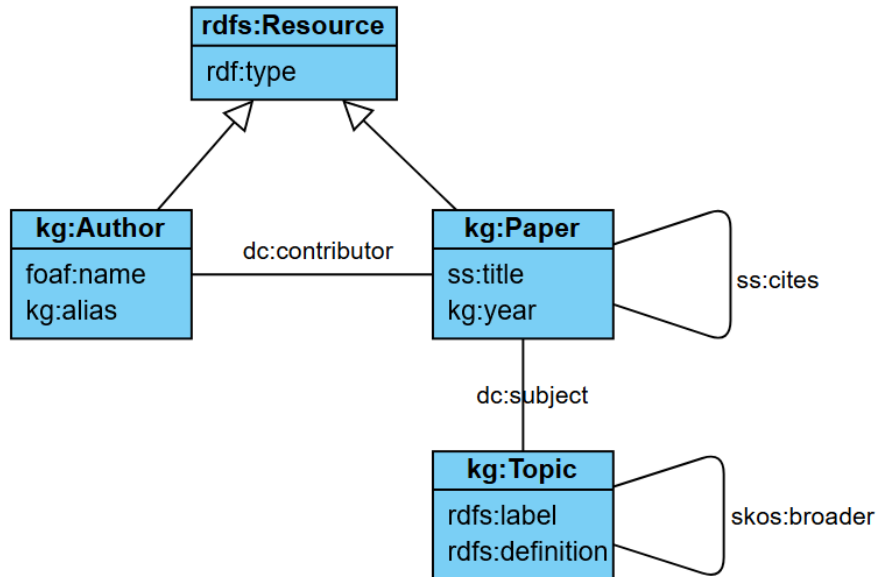 rdfs:Resource
rdf:type
kg:Author
foaf:name
kg:alias
dc:contributor
kg:Paper
ss:title
kg:year
ss:cites
dc:subject
kg:Topic
rdfs:label
rdfs:definition
skos:broader